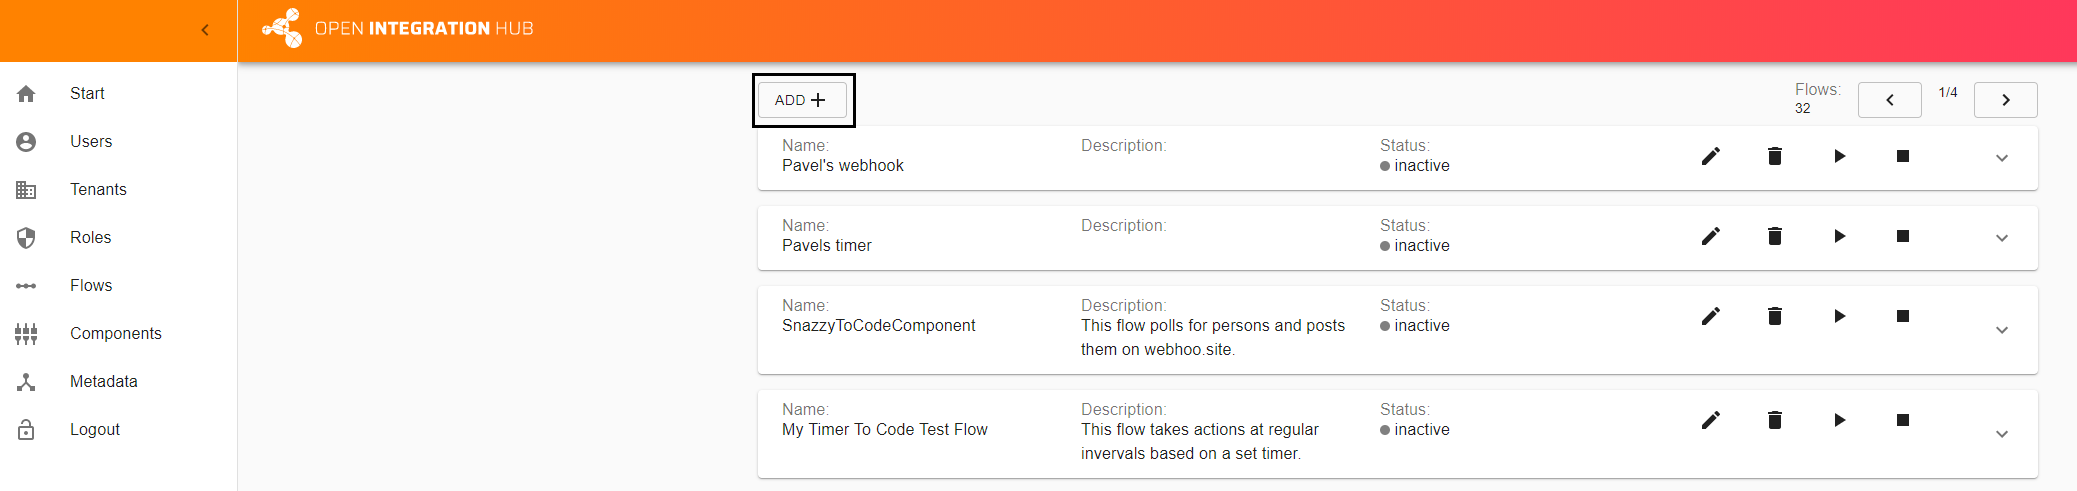 OPEN INTEGRATION HUB
Start
Users
Tenants
Roles
Flows
Components
Metadata
Logout
ADD
Flows:
32
1/4
Name:
Pavel's webhook
Description:
Status:
inactive
Name:
Pavels timer
Description:
Status:
inactive
Name:
SnazzyToCodeComponent
Description:
This flow polls for persons and posts
them on webhoo.site.
Status:
inactive
Name:
My Timer To Code Test Flow
Description:
This flow takes actions at regular
invervals based on a set timer.
Status:
inactive